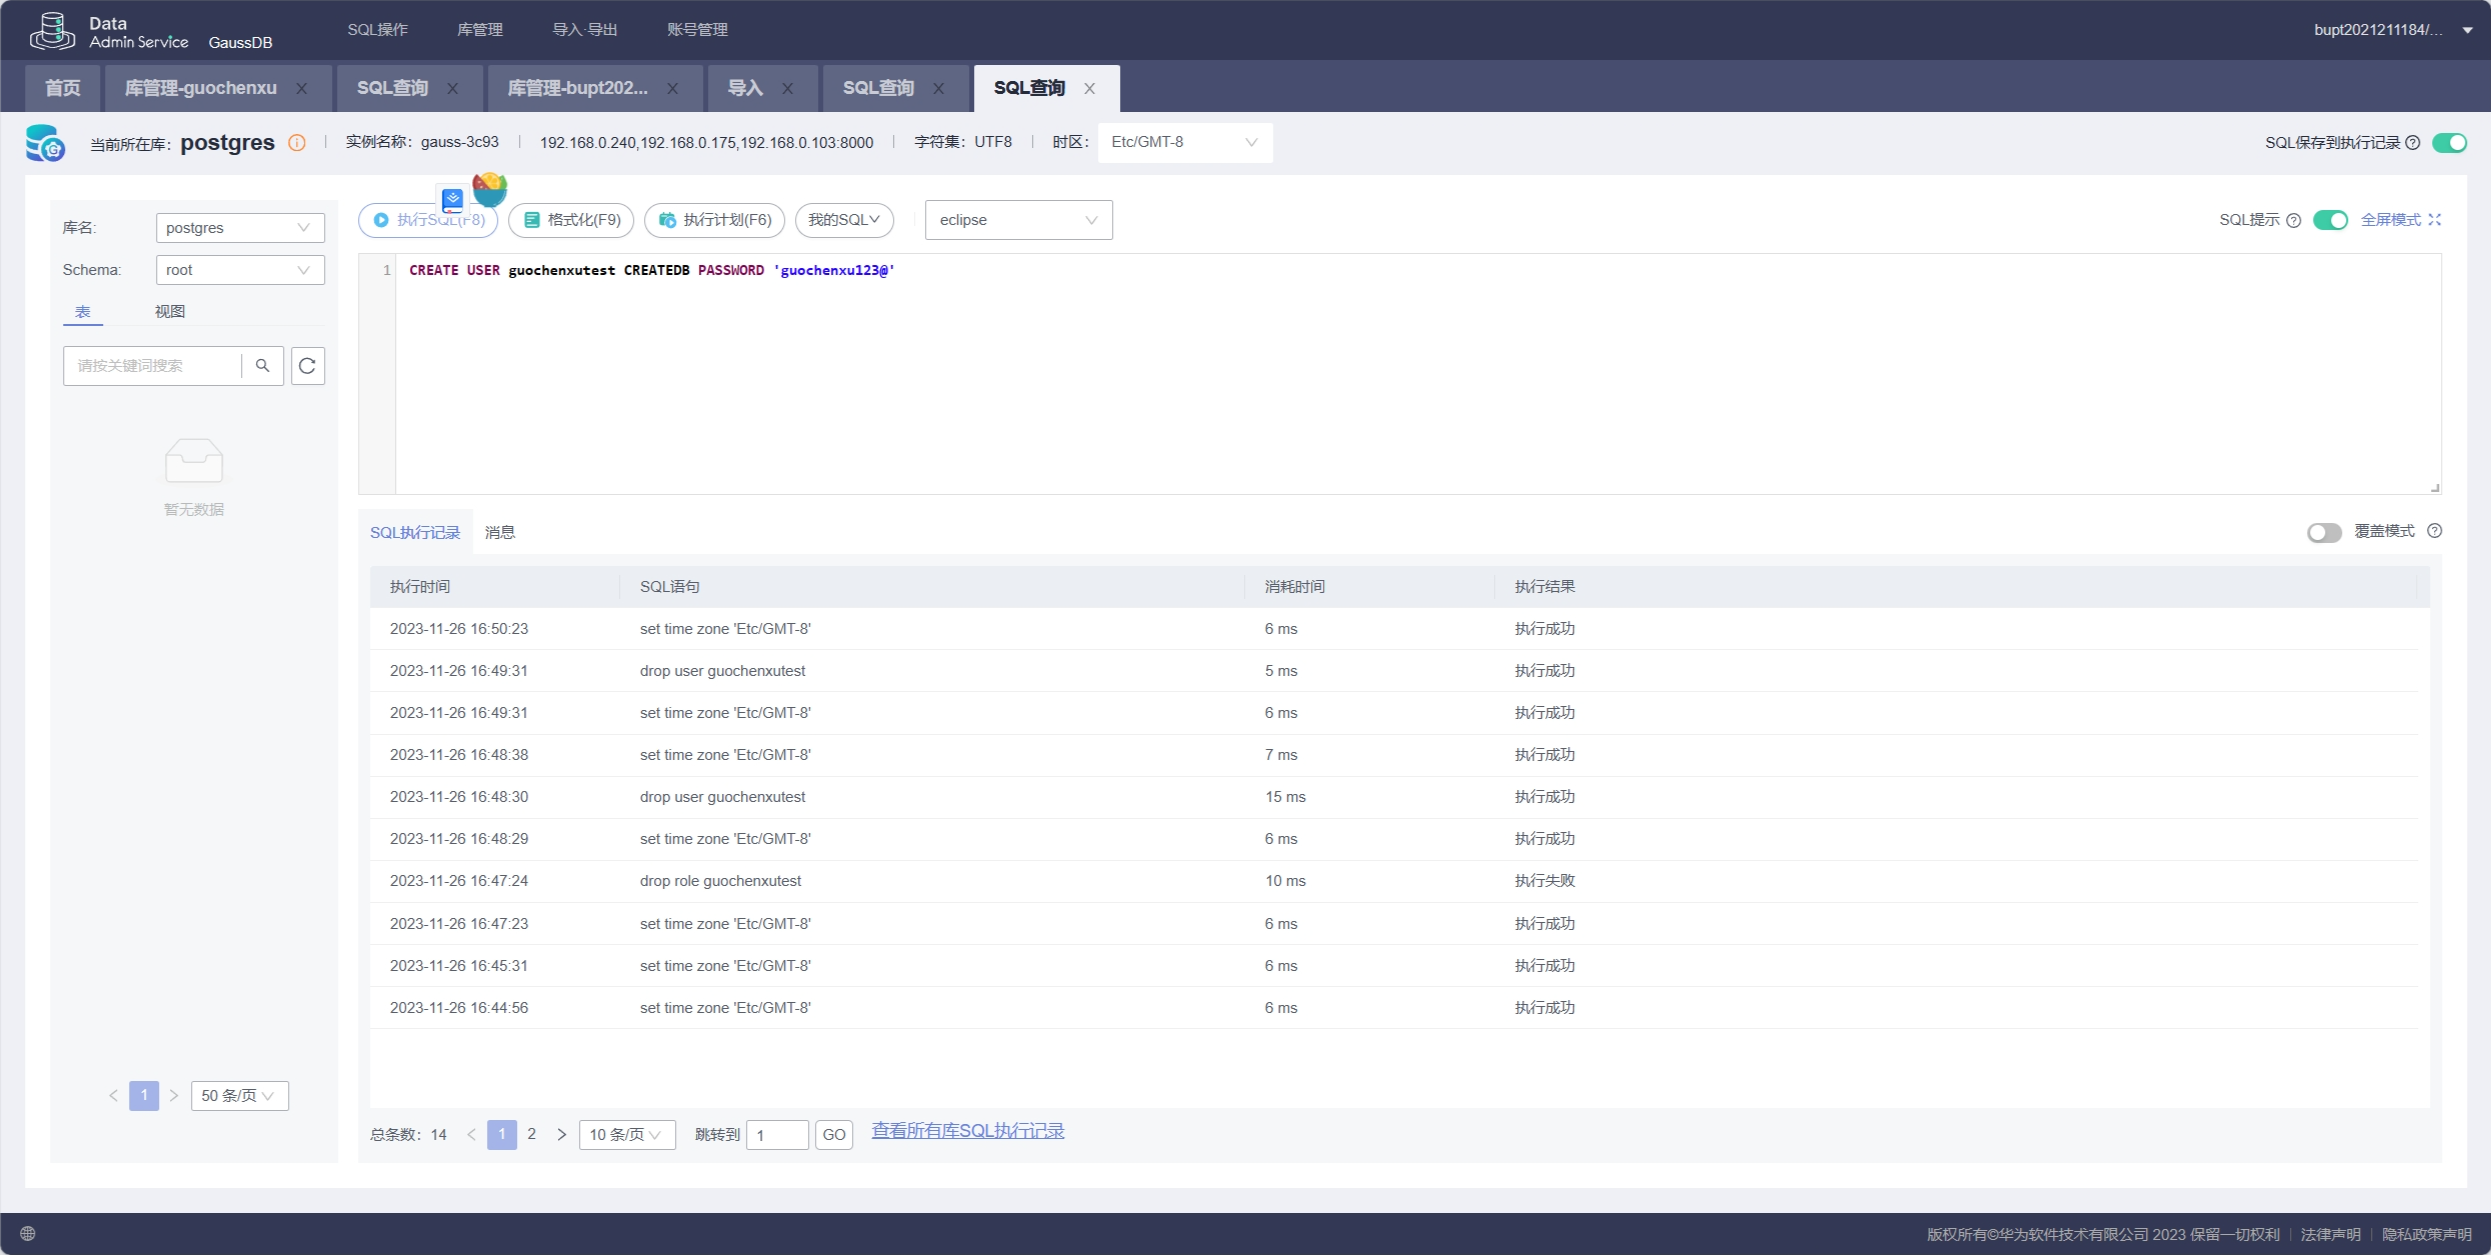 Data
Admin Service GaussDB SQL操作 库管理 导入·导出 账号管理 bupt2021211184/...
首页 库管理-guochenxu SQL查询 库管理-bupt202... 导入 SQL查询 SQL查询
当前所在库: postgres 实例名称: gauss-3c93 192.168.0.240,192.168.0.175,192.168.0.103:8000 字符集: UTF8 时区: Etc/GMT-8 SQL保存到执行记录
库名: postgres
Schema: root
表 视图
请按关键词搜索
暂无数据
1 50 条/页
执行SQL(F8) 格式化(F9) 执行计划(F6) 我的SQL eclipse SQL提示 全屏模式
1 CREATE USER guochenxutest CREATEDB PASSWORD 'guochenxu123@'
SQL执行记录 消息 覆盖模式
执行时间 SQL语句 消耗时间 执行结果
2023-11-26 16:50:23 set time zone 'Etc/GMT-8' 6 ms 执行成功
2023-11-26 16:49:31 drop user guochenxutest 5 ms 执行成功
2023-11-26 16:49:31 set time zone 'Etc/GMT-8' 6 ms 执行成功
2023-11-26 16:48:38 set time zone 'Etc/GMT-8' 7 ms 执行成功
2023-11-26 16:48:30 drop user guochenxutest 15 ms 执行成功
2023-11-26 16:48:29 set time zone 'Etc/GMT-8' 6 ms 执行成功
2023-11-26 16:47:24 drop role guochenxutest 10 ms 执行失败
2023-11-26 16:47:23 set time zone 'Etc/GMT-8' 6 ms 执行成功
2023-11-26 16:45:31 set time zone 'Etc/GMT-8' 6 ms 执行成功
2023-11-26 16:44:56 set time zone 'Etc/GMT-8' 6 ms 执行成功
总条数: 14 1 2 10 条/页 跳转到 1 GO 查看所有库SQL执行记录
版权所有©华为软件技术有限公司 2023 保留一切权利 法律声明 隐私政策声明